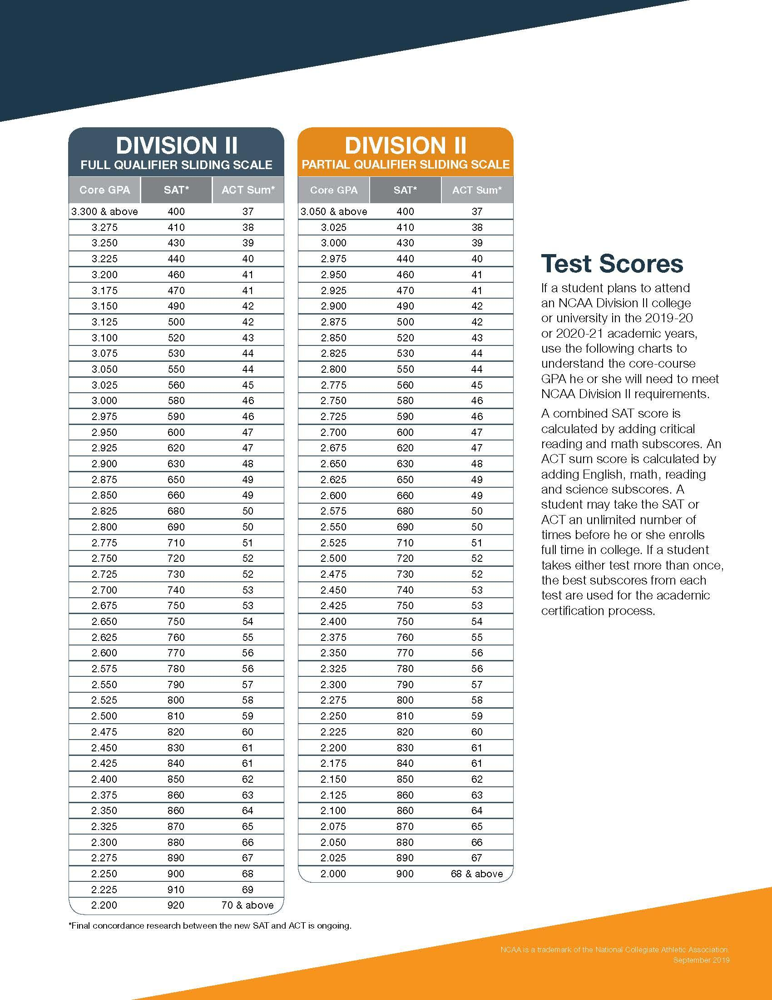 DIVISION II
FULL QUALIFIER SLIDING SCALE
Core GPA SAT* ACT Sum*
3.300 & above 400 37
3.275 410 38
3.250 430 39
3.225 440 40
3.200 460 41
3.175 470 41
3.150 490 42
3.125 500 42
3.100 520 43
3.075 530 44
3.050 550 44
3.025 560 45
3.000 580 46
2.975 590 46
2.950 600 47
2.925 620 47
2.900 630 48
2.875 650 49
2.850 660 49
2.825 680 50
2.800 690 50
2.775 710 51
2.750 720 52
2.725 730 52
2.700 740 53
2.675 750 53
2.650 750 54
2.625 760 55
2.600 770 56
2.575 780 56
2.550 790 57
2.525 800 58
2.500 810 59
2.475 820 60
2.450 830 61
2.425 840 61
2.400 850 62
2.375 860 63
2.350 860 64
2.325 870 65
2.300 880 66
2.275 890 67
2.250 900 68
2.225 910 69
2.200 920 70 & above
DIVISION II
PARTIAL QUALIFIER SLIDING SCALE
Core GPA SAT* ACT Sum*
3.050 & above 400 37
3.025 410 38
3.000 430 39
2.975 440 40
2.950 460 41
2.925 470 41
2.900 490 42
2.875 500 42
2.850 520 43
2.825 530 44
2.800 550 44
2.775 560 45
2.750 580 46
2.725 590 46
2.700 600 47
2.675 620 47
2.650 630 48
2.625 650 49
2.600 660 49
2.575 680 50
2.550 690 50
2.525 710 51
2.500 720 52
2.475 730 52
2.450 740 53
2.425 750 53
2.400 750 54
2.375 760 55
2.350 770 56
2.325 780 56
2.300 790 57
2.275 800 58
2.250 810 59
2.225 820 60
2.200 830 61
2.175 840 61
2.150 850 62
2.125 860 63
2.100 860 64
2.075 870 65
2.050 880 66
2.025 890 67
2.000 900 68 & above
Test Scores
If a student plans to attend
an NCAA Division II college
or university in the 2019-20
or 2020-21 academic years,
use the following charts to
understand the core-course
GPA he or she will need to meet
NCAA Division II requirements.
A combined SAT score is
calculated by adding critical
reading and math subscores. An
ACT sum score is calculated by
adding English, math, reading
and science subscores. A
student may take the SAT or
ACT an unlimited number of
times before he or she enrolls
full time in college. If a student
takes either test more than once,
the best subscores from each
test are used for the academic
certification process.
*Final concordance research between the new SAT and ACT is ongoing.
NCAA is a trademark of the National Collegiate Athletic Association.
September 2019